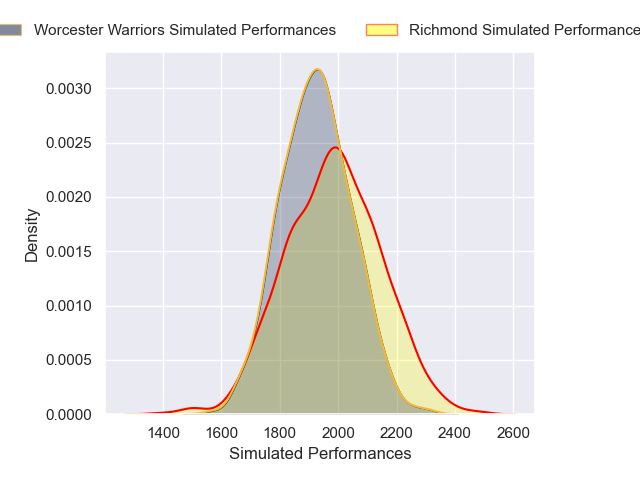 Worcester Warriors Simulated Performances
Richmond Simulated Performance
0.0030
0.0025
0.0020
0.0015
0.0010
0.0005
0.0000
Density
1400 1600 1800 2000 2200 2400 2600
Simulated Performances